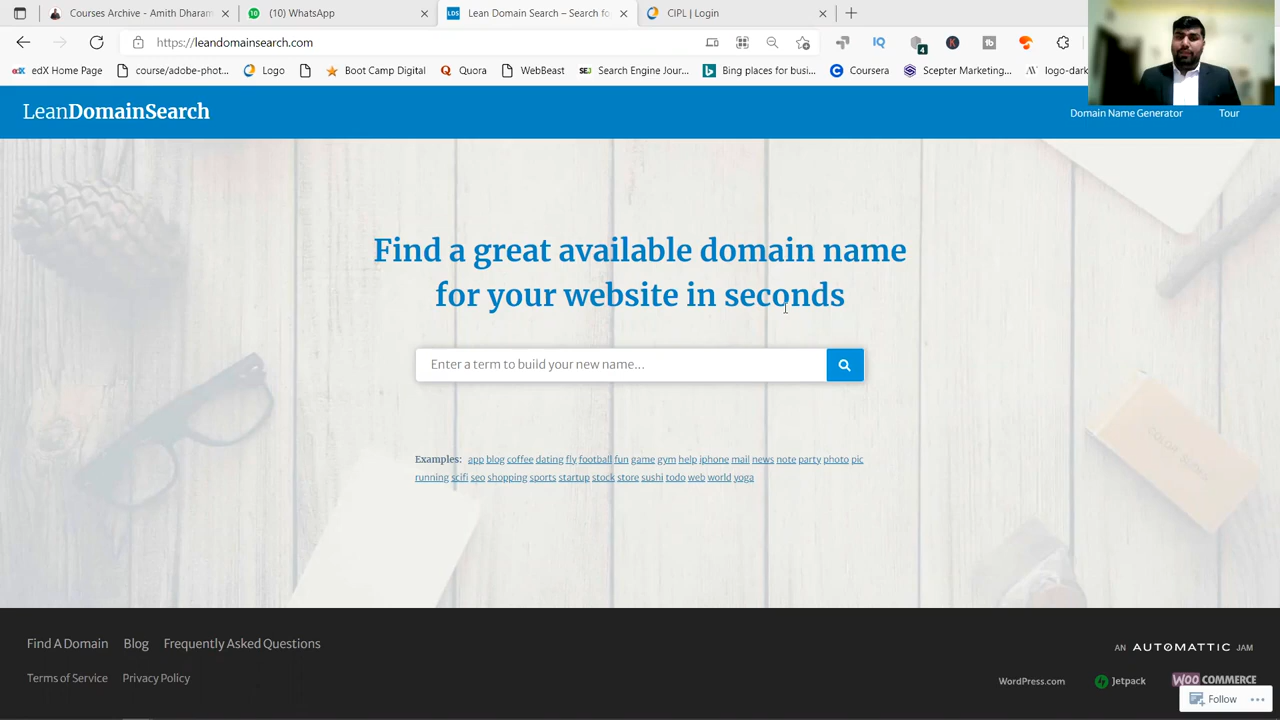 Courses Archive - Amith Dharam
(10) WhatsApp
LDS
Lean Domain Search – Search fo
CIPL | Login
https://leandomainsearch.com
IQ
4
K
fb
edX Home Page
course/adobe-phot...
Logo
Boot Camp Digital
Quora
WebBeast
SEJ
Search Engine Jour...
Bing places for busi...
Coursera
Scepter Marketing...
logo-dark
LeanDomainSearch
Domain Name Generator
Tour
Find a great available domain name
for your website in seconds
Enter a term to build your new name...
Examples: app blog coffee dating fly football fun game gym help iphone mail news note party photo pic
running scifi seo shopping sports startup stock store sushi todo web world yoga
Find A Domain
Blog
Frequently Asked Questions
AN AUTOMATTIC JAM
Terms of Service
Privacy Policy
WordPress.com
Jetpack
WOO COMMERCE
Follow